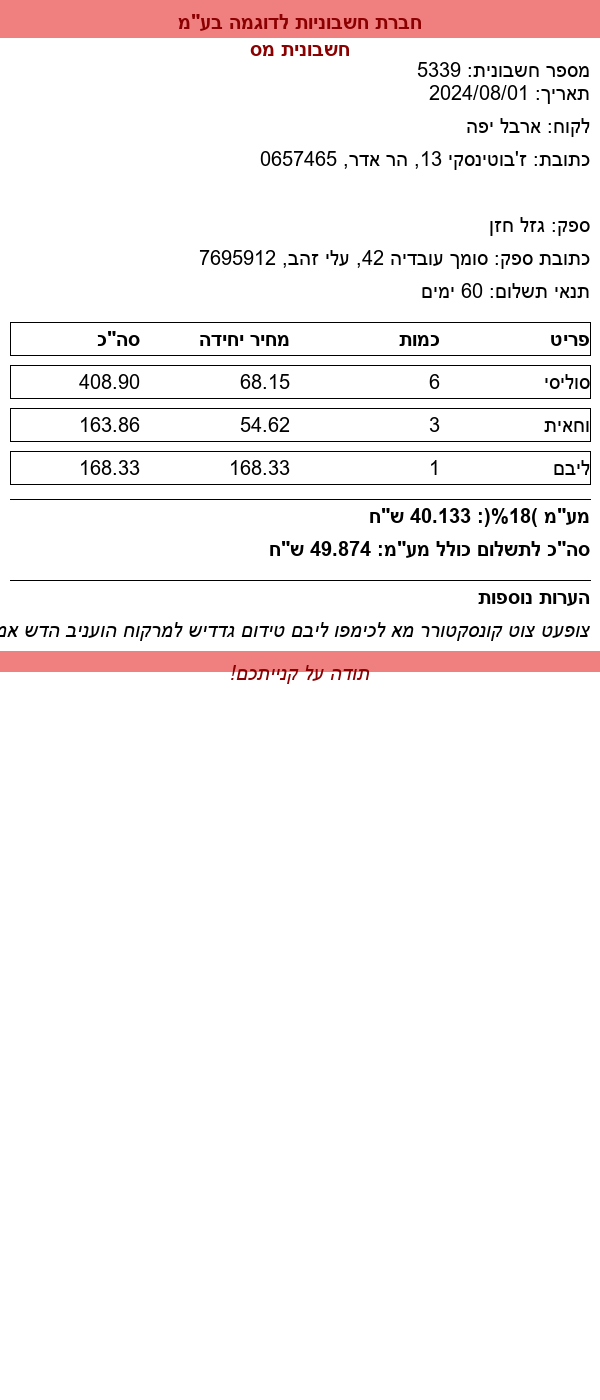 חברת חשבוניות לדוגמה בע"מ
חשבונית מס
מספר חשבונית: 5339
תאריך: 2024/08/01
לקוח: ארבל יפה
כתובת: ז'בוטינסקי 13, הר אדר, 0657465
ספק: גזל חזן
כתובת ספק: סומך עובדיה 42, עלי זהב, 7695912
תנאי תשלום: 60 ימים
פריט כמות מחיר יחידה סה"כ
סוליסי 6 68.15 408.90
וחאית 3 54.62 163.86
ליבם 1 168.33 168.33
מע"מ )18%(: 40.133 ש"ח
סה"כ לתשלום כולל מע"מ: 49.874 ש"ח
הערות נוספות
צופעט צוט קונסקטורר מא לכימפו ליבם טידום גדדיש למרקוח הועניב הדש
תודה על קנייתכם!